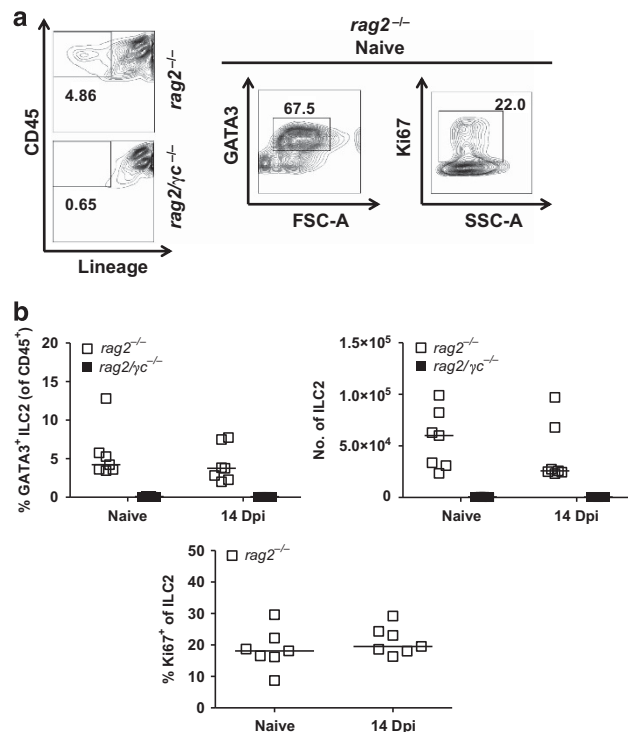 a
rag2−/−
Naive
CD45
4.86
rag2−/−
0.65
rag2/γc−/−
Lineage
GATA3
67.5
FSC-A
Ki67
22.0
SSC-A
b
% GATA3+ ILC2 (of CD45+)
20
15
10
5
0
rag2−/−
rag2/γc−/−
Naive
14 Dpi
No. of ILC2
1.5×10⁵
1.0×10⁵
5.0×10⁴
0
rag2−/−
rag2/γc−/−
Naive
14 Dpi
% Ki67+ of ILC2
50
40
30
20
10
0
rag2−/−
Naive
14 Dpi